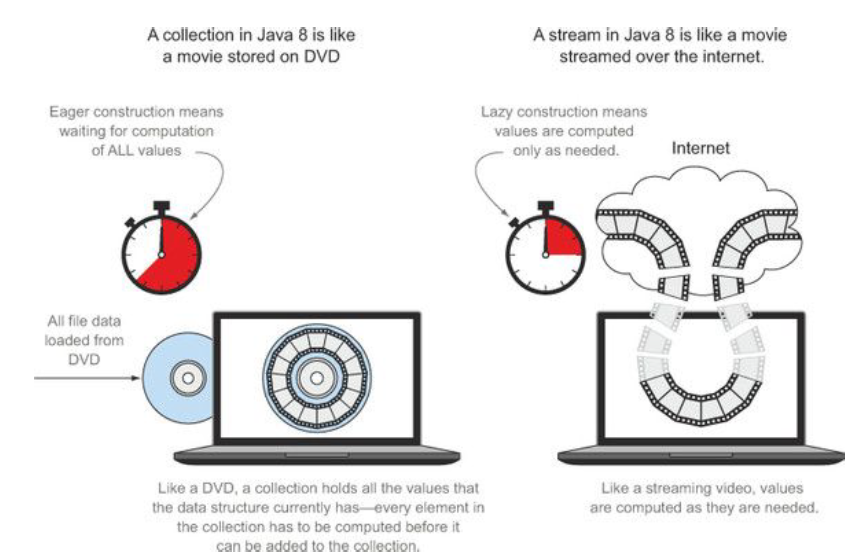 A collection in Java 8 is like
a movie stored on DVD
A stream in Java 8 is like a movie
streamed over the internet.
Eager construction means
waiting for computation
of ALL values
Lazy construction means
values are computed
only as needed.
Internet
All file data
loaded from
DVD
Like a DVD, a collection holds all the values that
the data structure currently has—every element in
the collection has to be computed before it
can be added to the collection.
Like a streaming video, values
are computed as they are needed.